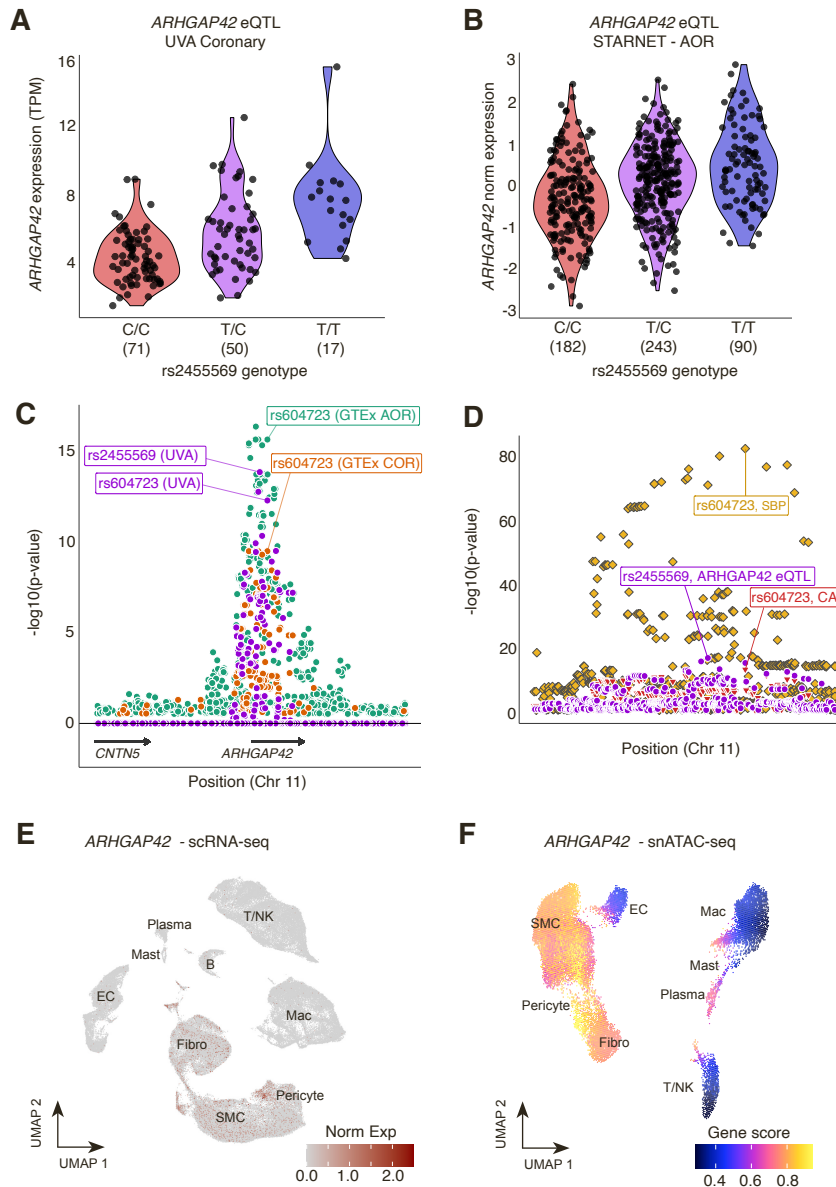 A
ARHGAP42 eQTL
UVA Coronary
ARHGAP42 expression (TPM)
16
12
8
4
C/C
T/C
T/T
(71)
(50)
(17)
rs2455569 genotype
B
ARHGAP42 eQTL
STARNET - AOR
ARHGAP42 norm expression
3
2
1
0
-1
-2
-3
C/C
T/C
T/T
(182)
(243)
(90)
rs2455569 genotype
C
-log10(p-value)
15
10
5
0
rs604723 (GTEx AOR)
rs2455569 (UVA)
rs604723 (GTEx COR)
rs604723 (UVA)
CNTN5
ARHGAP42
Position (Chr 11)
D
-log10(p-value)
80
60
40
20
0
rs604723, SBP
rs2455569, ARHGAP42 eQTL
rs604723, CA
Position (Chr 11)
E
ARHGAP42 - scRNA-seq
T/NK
Plasma
Mast
B
EC
Mac
Fibro
Pericyte
SMC
UMAP 2
UMAP 1
Norm Exp
0.0 1.0 2.0
F
ARHGAP42 - snATAC-seq
EC
SMC
Mac
Mast
Pericyte
Plasma
Fibro
T/NK
UMAP 2
UMAP 1
Gene score
0.4 0.6 0.8